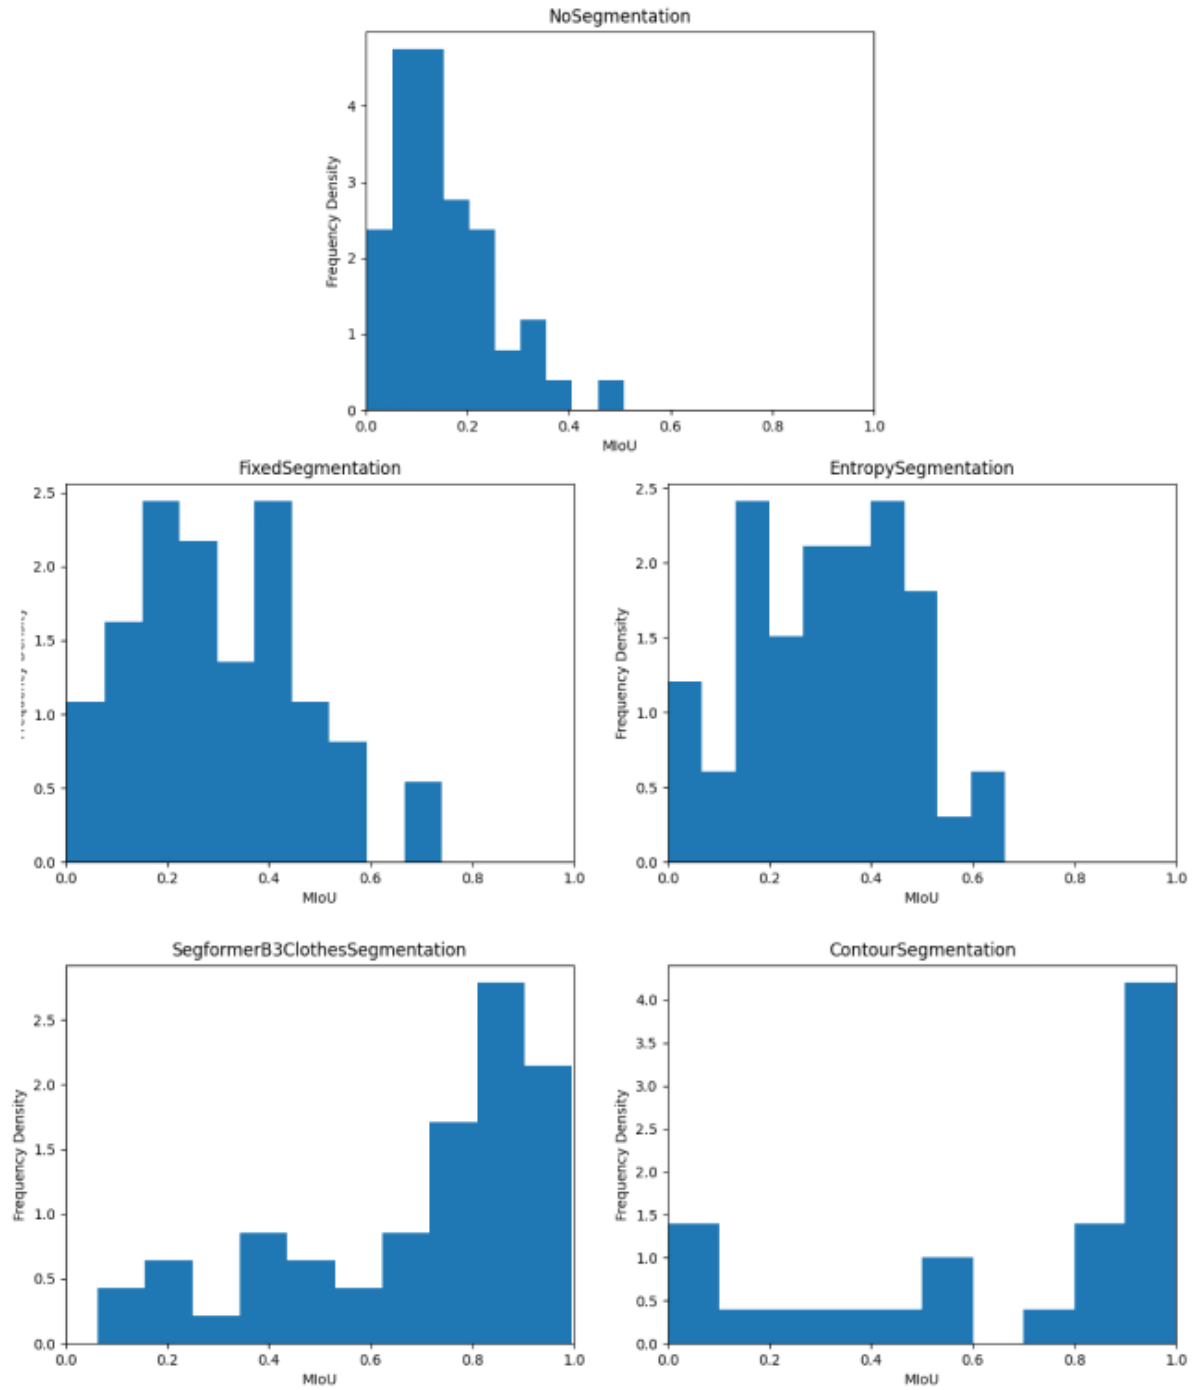 NoSegmentation
4
3
2
1
0
Frequency Density
0.0 0.2 0.4 0.6 0.8 1.0
MIoU
FixedSegmentation
2.5
2.0
1.5
1.0
0.5
0.0
0.0 0.2 0.4 0.6 0.8 1.0
MIoU
EntropySegmentation
2.5
2.0
1.5
1.0
0.5
0.0
Frequency Density
0.0 0.2 0.4 0.6 0.8 1.0
MIoU
SegformerB3ClothesSegmentation
2.5
2.0
1.5
1.0
0.5
0.0
Frequency Density
0.0 0.2 0.4 0.6 0.8 1.0
MIoU
ContourSegmentation
4.0
3.5
3.0
2.5
2.0
1.5
1.0
0.5
0.0
Frequency Density
0.0 0.2 0.4 0.6 0.8 1.0
MIoU